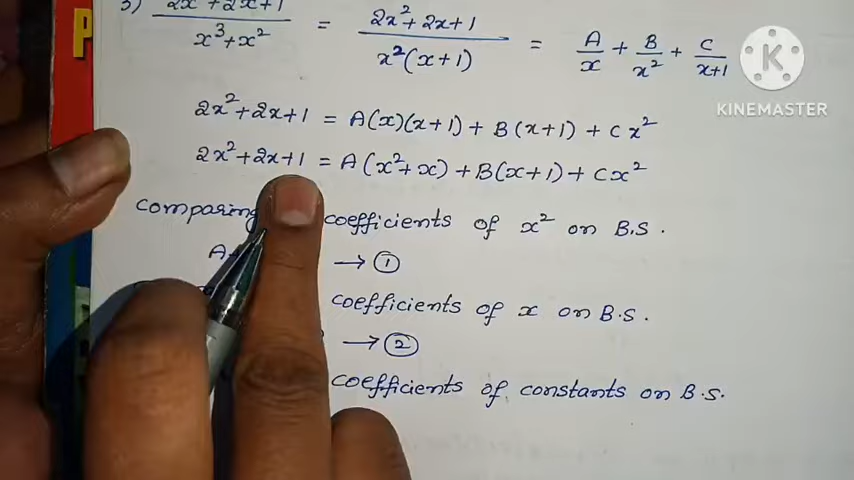 3) 2x² + 2x+1 / x³+x² = 2x²+2x+1 / x²(x+1) = A/x + B/x² + C/x+1
2x²+2x+1 = A(x)(x+1) + B(x+1) + Cx²
2x²+2x+1 = A(x²+x) + B(x+1) + Cx²
comparing coefficients of x² on B.S.
A+ → ①
coefficients of x on B.S.
→ ②
coefficients of constants on B.S.
P
K
KINEMASTER